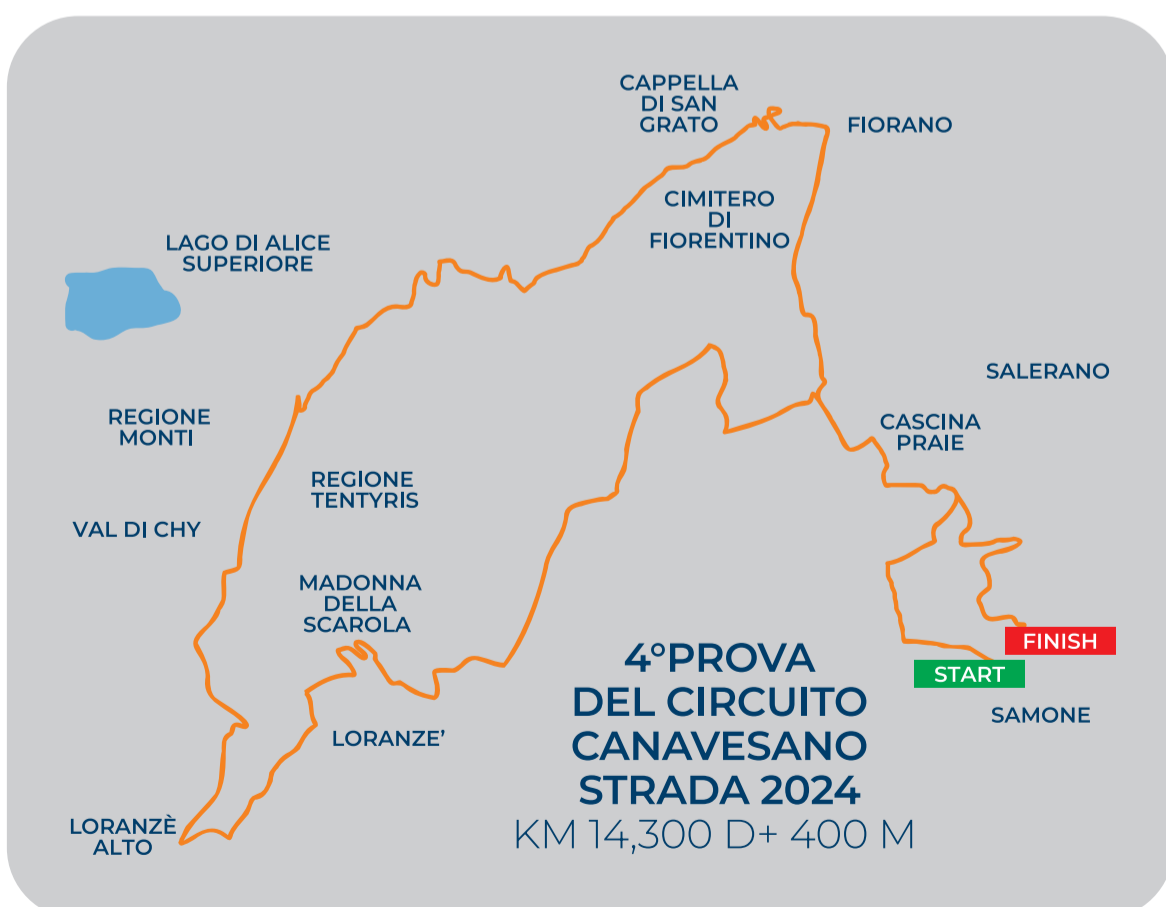 CAPPELLA
DI SAN
GRATO
FIORANO
CIMITERO
DI
FIORENTINO
LAGO DI ALICE
SUPERIORE
SALERANO
REGIONE
MONTI
CASCINA
PRAIE
REGIONE
TENTYRIS
VAL DI CHY
MADONNA
DELLA
SCAROLA
FINISH
START
SAMONE
LORANZE’
LORANZÈ
ALTO
4°PROVA
DEL CIRCUITO
CANAVESANO
STRADA 2024
KM 14,300 D+ 400 M